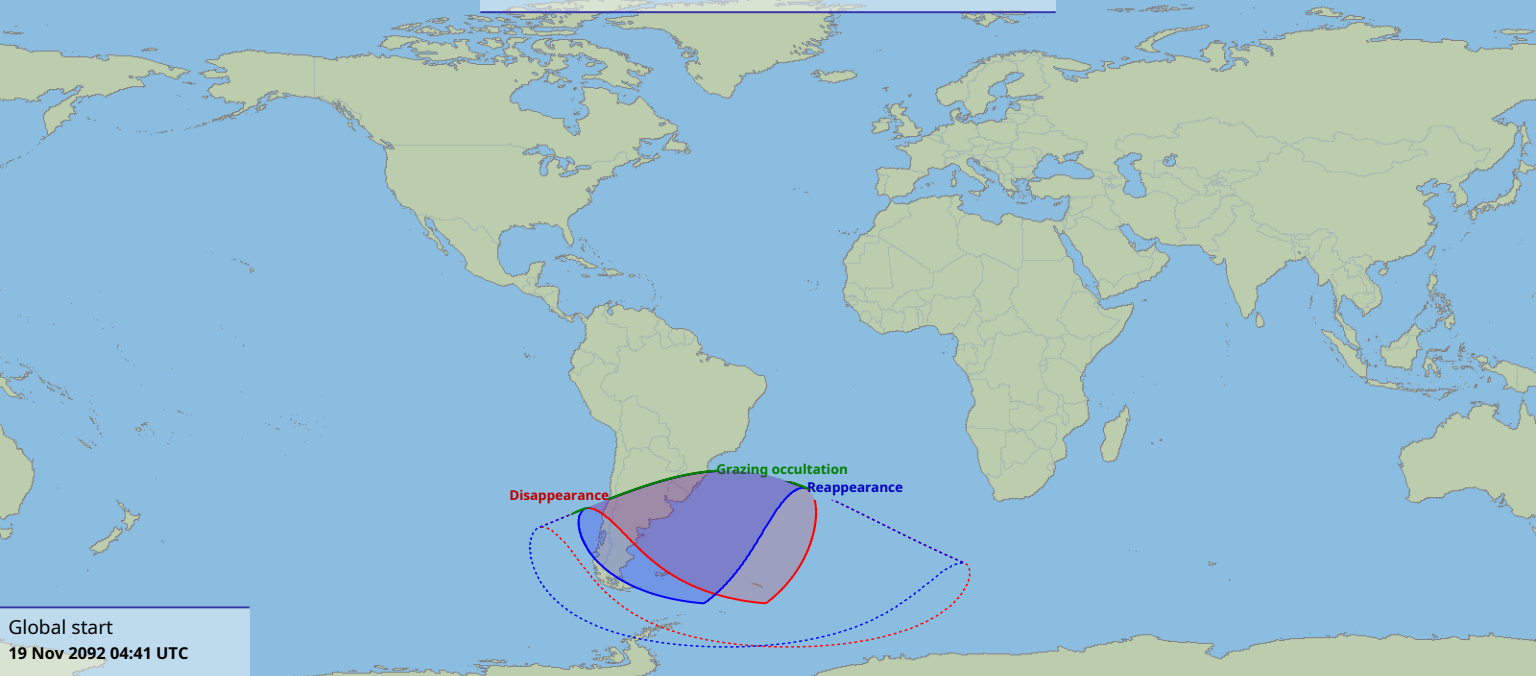 Grazing occultation
Reappearance
Disappearance
Global start
19 Nov 2092 04:41 UTC